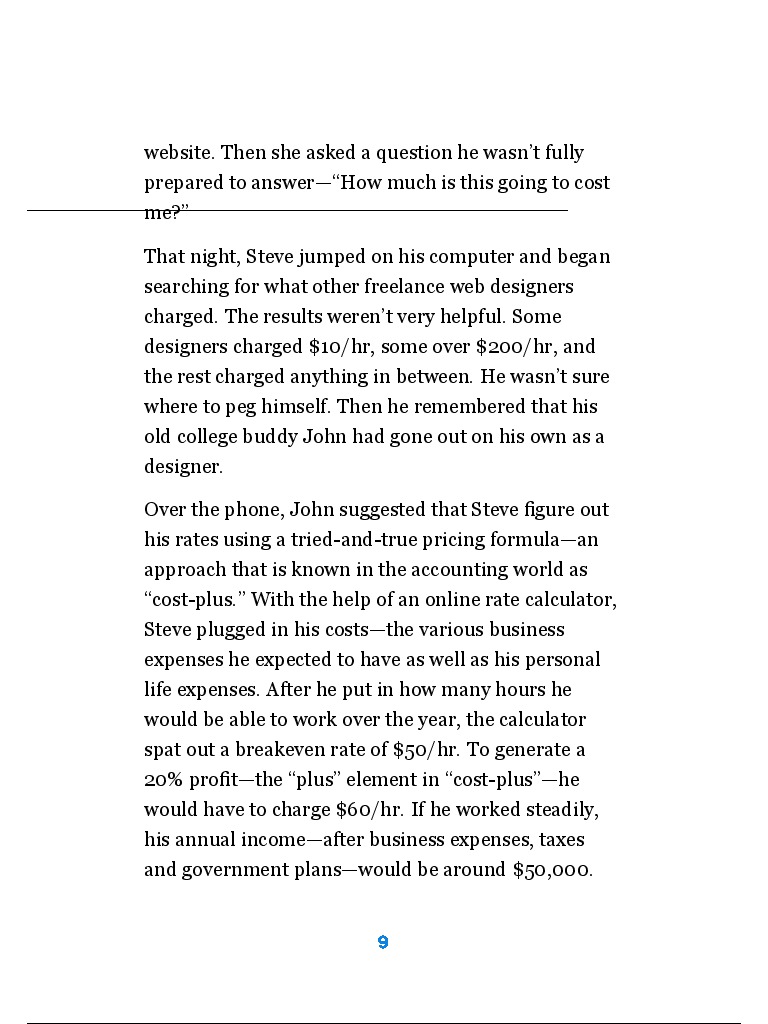 website. Then she asked a question he wasn’t fully
prepared to answer—“How much is this going to cost
me?”
That night, Steve jumped on his computer and began
searching for what other freelance web designers
charged. The results weren’t very helpful. Some
designers charged $10/hr, some over $200/hr, and
the rest charged anything in between. He wasn’t sure
where to peg himself. Then he remembered that his
old college buddy John had gone out on his own as a
designer.
Over the phone, John suggested that Steve figure out
his rates using a tried-and-true pricing formula—an
approach that is known in the accounting world as
“cost-plus.” With the help of an online rate calculator,
Steve plugged in his costs—the various business
expenses he expected to have as well as his personal
life expenses. After he put in how many hours he
would be able to work over the year, the calculator
spat out a breakeven rate of $50/hr. To generate a
20% profit—the “plus” element in “cost-plus”—he
would have to charge $60/hr. If he worked steadily,
his annual income—after business expenses, taxes
and government plans—would be around $50,000.
9